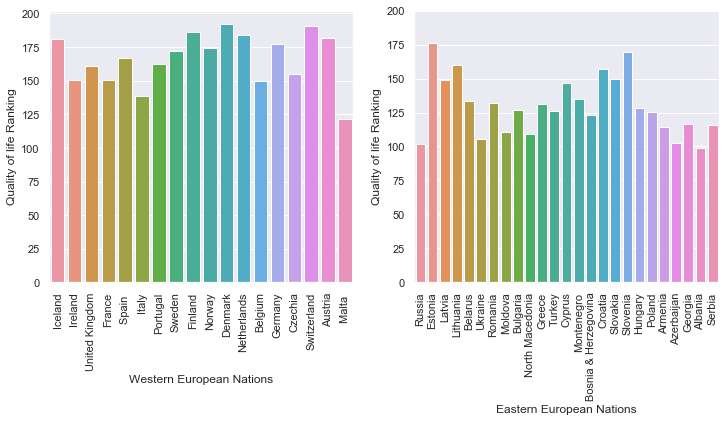 200
175
150
125
100
75
50
25
0
Quality of life Ranking
Iceland
Ireland
United Kingdom
France
Spain
Italy
Portugal
Sweden
Finland
Norway
Denmark
Netherlands
Belgium
Germany
Czechia
Switzerland
Austria
Malta
Western European Nations
200
175
150
125
100
75
50
25
0
Quality of life Ranking
Russia
Estonia
Latvia
Lithuania
Belarus
Ukraine
Romania
Moldova
Bulgaria
North Macedonia
Greece
Turkey
Cyprus
Montenegro
Bosnia & Herzegovina
Croatia
Slovakia
Slovenia
Hungary
Poland
Armenia
Azerbaijan
Georgia
Albania
Serbia
Eastern European Nations